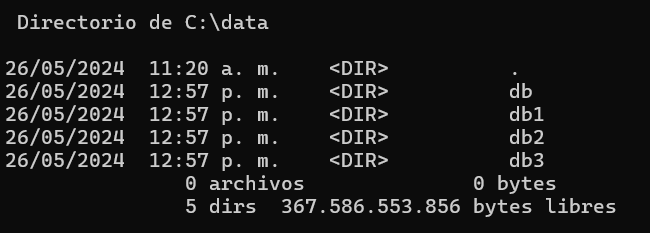 Directorio de C:\data
26/05/2024  11:20 a. m.    <DIR>          .
26/05/2024  12:57 p. m.    <DIR>          db
26/05/2024  12:57 p. m.    <DIR>          db1
26/05/2024  12:57 p. m.    <DIR>          db2
26/05/2024  12:57 p. m.    <DIR>          db3
               0 archivos              0 bytes
               5 dirs  367.586.553.856 bytes libres